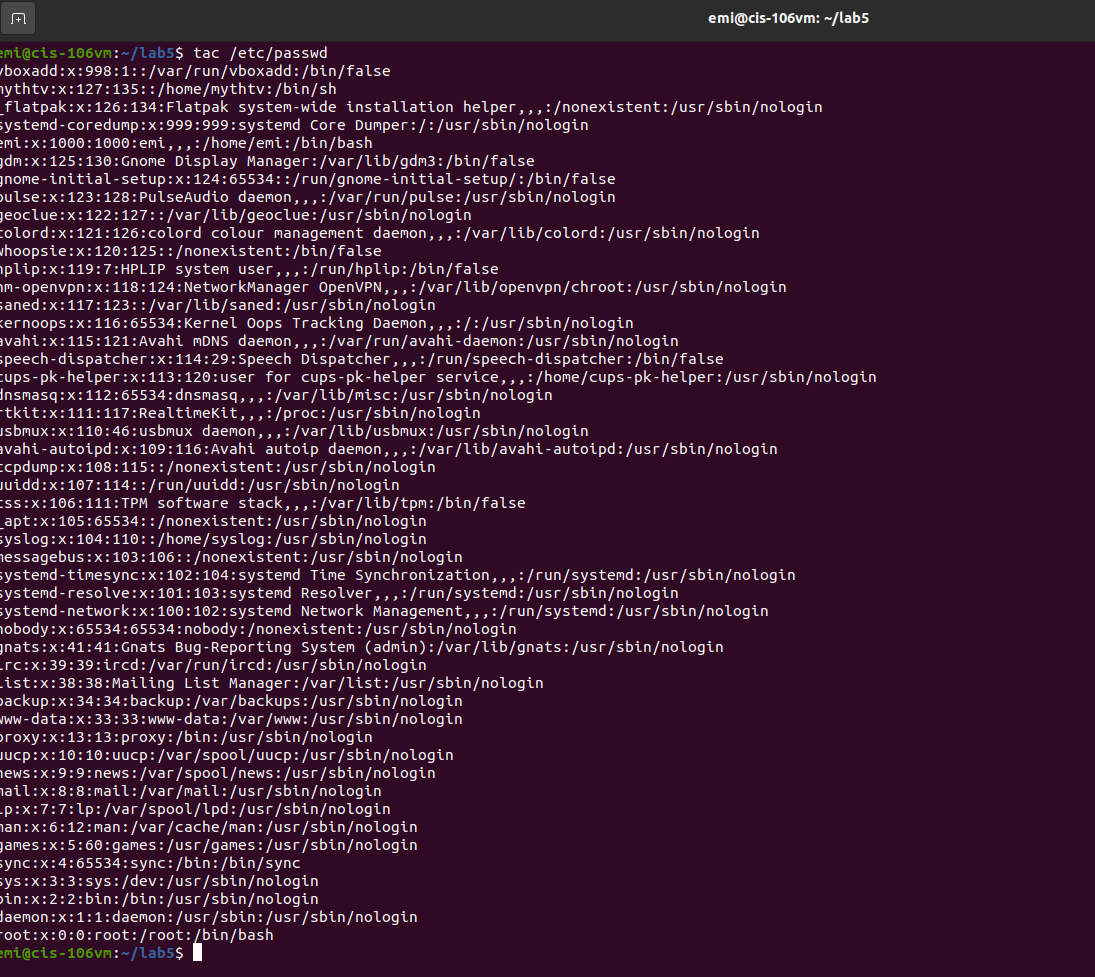 emi@cis-106vm: ~/lab5
emi@cis-106vm:~/lab5$ tac /etc/passwd
vboxadd:x:998:1::/var/run/vboxadd:/bin/false
mythtv:x:127:135::/home/mythtv:/bin/sh
_flatpak:x:126:134:Flatpak system-wide installation helper,,,:/nonexistent:/usr/sbin/nologin
systemd-coredump:x:999:999:systemd Core Dumper:/:/usr/sbin/nologin
emi:x:1000:1000:emi,,,:/home/emi:/bin/bash
gdm:x:125:130:Gnome Display Manager:/var/lib/gdm3:/bin/false
gnome-initial-setup:x:124:65534::/run/gnome-initial-setup/:/bin/false
pulse:x:123:128:PulseAudio daemon,,,:/var/run/pulse:/usr/sbin/nologin
geoclue:x:122:127::/var/lib/geoclue:/usr/sbin/nologin
colord:x:121:126:colord colour management daemon,,,:/var/lib/colord:/usr/sbin/nologin
whoopsie:x:120:125::/nonexistent:/bin/false
hplip:x:119:7:HPLIP system user,,,:/run/hplip:/bin/false
nm-openvpn:x:118:124:NetworkManager OpenVPN,,,:/var/lib/openvpn/chroot:/usr/sbin/nologin
saned:x:117:123::/var/lib/saned:/usr/sbin/nologin
kernoops:x:116:65534:Kernel Oops Tracking Daemon,,,:/:/usr/sbin/nologin
avahi:x:115:121:Avahi mDNS daemon,,,:/var/run/avahi-daemon:/usr/sbin/nologin
speech-dispatcher:x:114:29:Speech Dispatcher,,,:/run/speech-dispatcher:/bin/false
cups-pk-helper:x:113:120:user for cups-pk-helper service,,,:/home/cups-pk-helper:/usr/sbin/nologin
dnsmasq:x:112:65534:dnsmasq,,,:/var/lib/misc:/usr/sbin/nologin
rtkit:x:111:117:RealtimeKit,,,:/proc:/usr/sbin/nologin
usbmux:x:110:46:usbmux daemon,,,:/var/lib/usbmux:/usr/sbin/nologin
avahi-autoipd:x:109:116:Avahi autoip daemon,,,:/var/lib/avahi-autoipd:/usr/sbin/nologin
tcpdump:x:108:115::/nonexistent:/usr/sbin/nologin
uuidd:x:107:114::/run/uuidd:/usr/sbin/nologin
tss:x:106:111:TPM software stack,,,:/var/lib/tpm:/bin/false
_apt:x:105:65534::/nonexistent:/usr/sbin/nologin
syslog:x:104:110::/home/syslog:/usr/sbin/nologin
messagebus:x:103:106::/nonexistent:/usr/sbin/nologin
systemd-timesync:x:102:104:systemd Time Synchronization,,,:/run/systemd:/usr/sbin/nologin
systemd-resolve:x:101:103:systemd Resolver,,,:/run/systemd:/usr/sbin/nologin
systemd-network:x:100:102:systemd Network Management,,,:/run/systemd:/usr/sbin/nologin
nobody:x:65534:65534:nobody:/nonexistent:/usr/sbin/nologin
gnats:x:41:41:Gnats Bug-Reporting System (admin):/var/lib/gnats:/usr/sbin/nologin
irc:x:39:39:ircd:/var/run/ircd:/usr/sbin/nologin
list:x:38:38:Mailing List Manager:/var/list:/usr/sbin/nologin
backup:x:34:34:backup:/var/backups:/usr/sbin/nologin
www-data:x:33:33:www-data:/var/www:/usr/sbin/nologin
proxy:x:13:13:proxy:/bin:/usr/sbin/nologin
uucp:x:10:10:uucp:/var/spool/uucp:/usr/sbin/nologin
news:x:9:9:news:/var/spool/news:/usr/sbin/nologin
mail:x:8:8:mail:/var/mail:/usr/sbin/nologin
lp:x:7:7:lp:/var/spool/lpd:/usr/sbin/nologin
man:x:6:12:man:/var/cache/man:/usr/sbin/nologin
games:x:5:60:games:/usr/games:/usr/sbin/nologin
sync:x:4:65534:sync:/bin:/bin/sync
sys:x:3:3:sys:/dev:/usr/sbin/nologin
bin:x:2:2:bin:/bin:/usr/sbin/nologin
daemon:x:1:1:daemon:/usr/sbin:/usr/sbin/nologin
root:x:0:0:root:/root:/bin/bash
emi@cis-106vm:~/lab5$